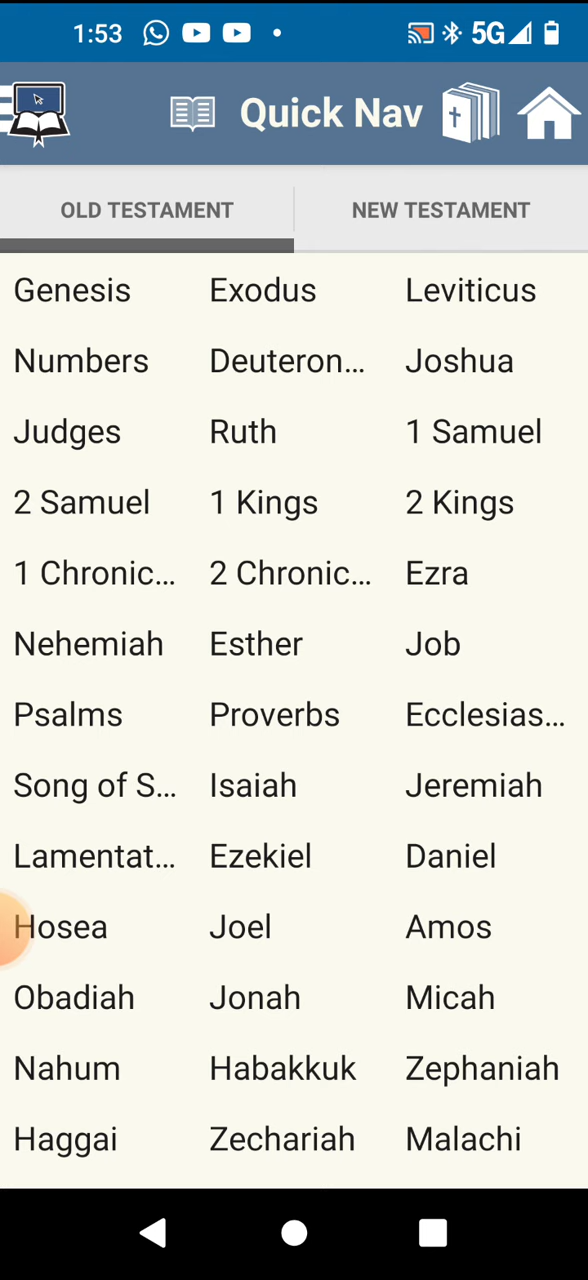 1:53 5G
Quick Nav
OLD TESTAMENT NEW TESTAMENT
Genesis Exodus Leviticus
Numbers Deuteron... Joshua
Judges Ruth 1 Samuel
2 Samuel 1 Kings 2 Kings
1 Chronic... 2 Chronic... Ezra
Nehemiah Esther Job
Psalms Proverbs Ecclesias...
Song of S... Isaiah Jeremiah
Lamentat... Ezekiel Daniel
Hosea Joel Amos
Obadiah Jonah Micah
Nahum Habakkuk Zephaniah
Haggai Zechariah Malachi